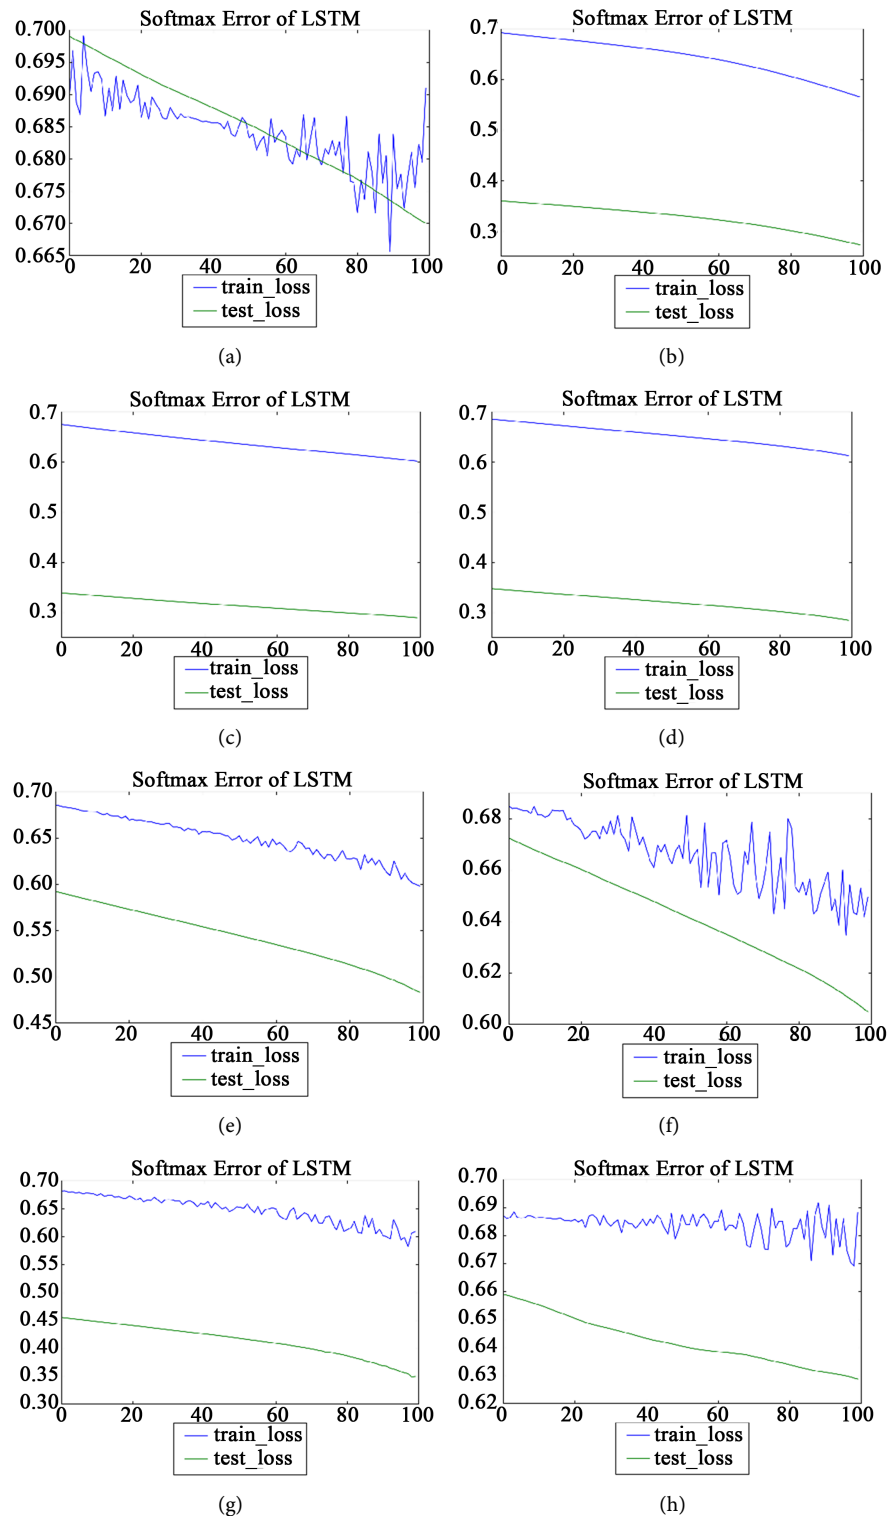 Softmax Error of LSTM
0.700
0.695
0.690
0.685
0.680
0.675
0.670
0.665
0 20 40 60 80 100
train_loss
test_loss
(a)
Softmax Error of LSTM
0.7
0.6
0.5
0.4
0.3
0 20 40 60 80 100
train_loss
test_loss
(b)
Softmax Error of LSTM
0.7
0.6
0.5
0.4
0.3
0 20 40 60 80 100
train_loss
test_loss
(c)
Softmax Error of LSTM
0.7
0.6
0.5
0.4
0.3
0 20 40 60 80 100
train_loss
test_loss
(d)
Softmax Error of LSTM
0.70
0.65
0.60
0.55
0.50
0.45
0 20 40 60 80 100
train_loss
test_loss
(e)
Softmax Error of LSTM
0.68
0.66
0.64
0.62
0.60
0 20 40 60 80 100
train_loss
test_loss
(f)
Softmax Error of LSTM
0.70
0.65
0.60
0.55
0.50
0.45
0.40
0.35
0.30
0 20 40 60 80 100
train_loss
test_loss
(g)
Softmax Error of LSTM
0.70
0.69
0.68
0.67
0.66
0.65
0.64
0.63
0.62
0 20 40 60 80 100
train_loss
test_loss
(h)